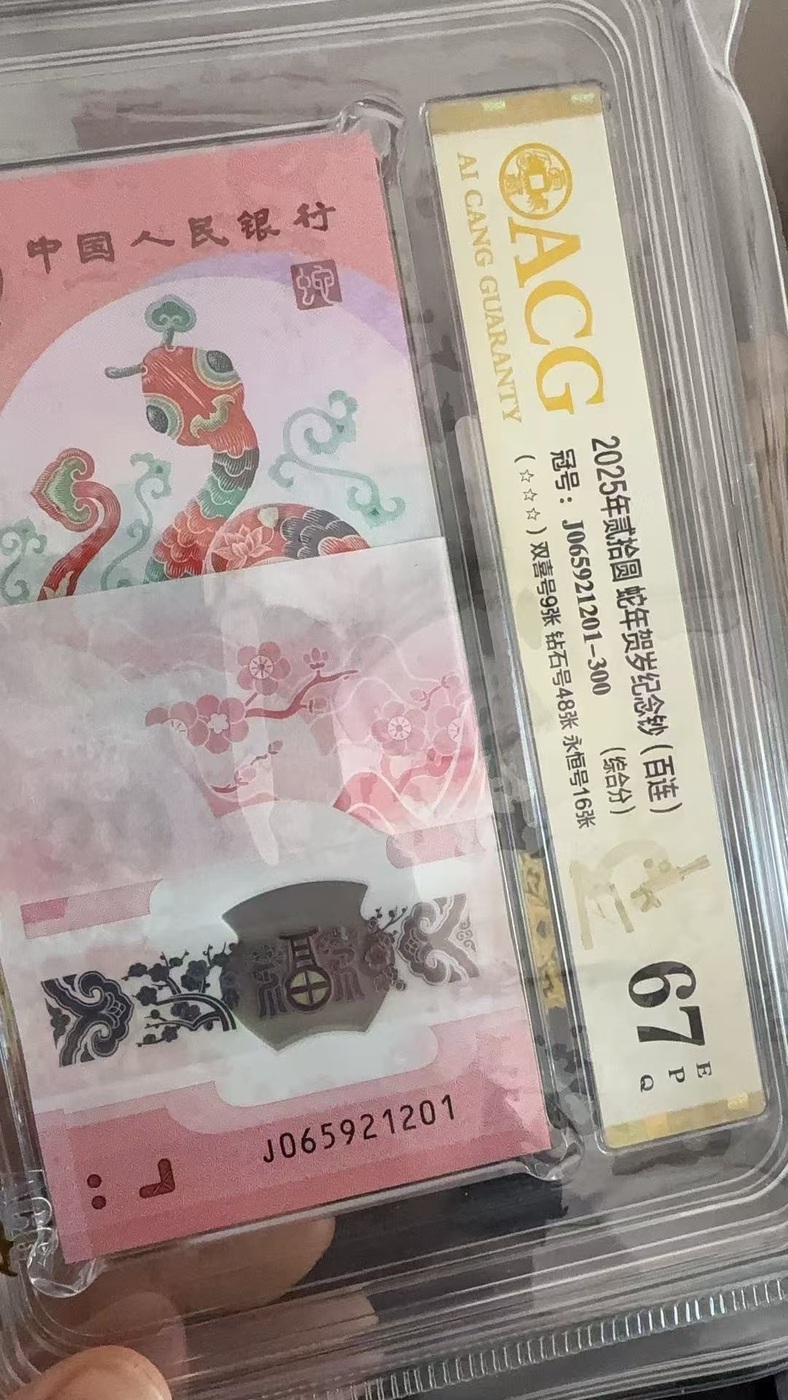 中国人民银行
蛇
J065921201
ACG
AI CANG GUARANTY
2025年贰拾圆 蛇年贺岁纪念钞（百连）
冠号：J065921201-300 （综合分）
（☆☆☆）双喜号9张 钻石号48张 永恒号16张
67
E
P
Q